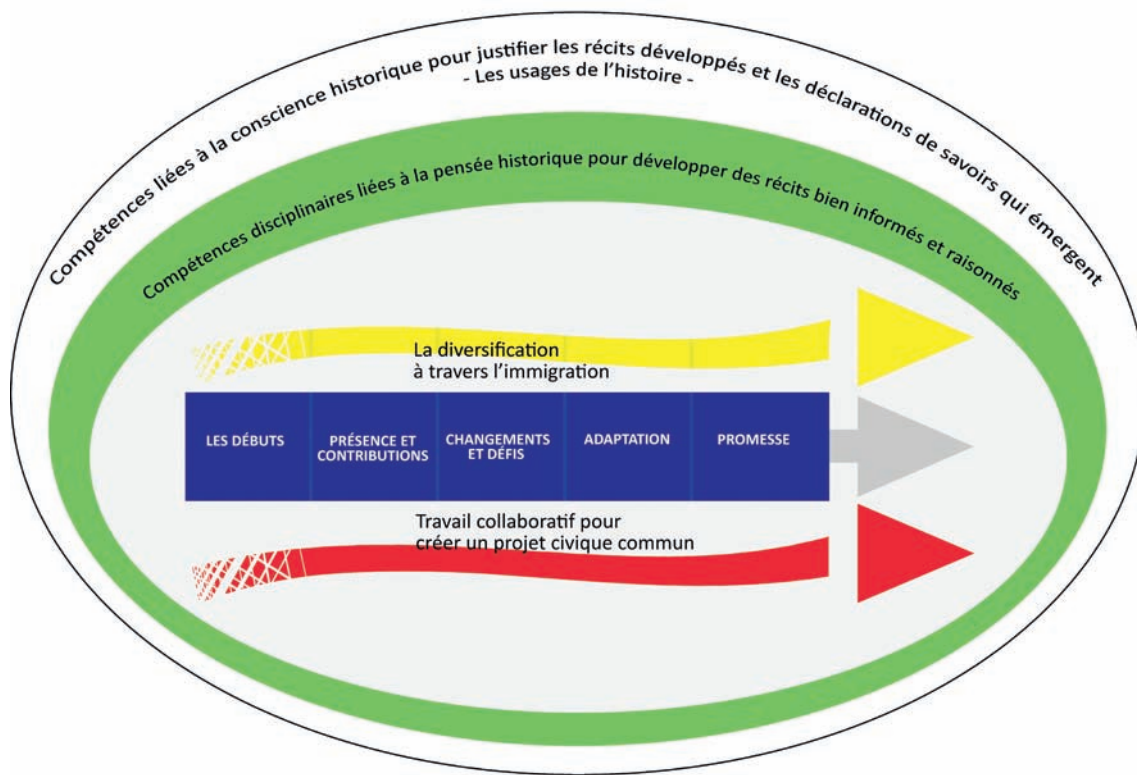 Compétences liées à la conscience historique pour justifier les récits développés et les déclarations de savoirs qui émergent
- Les usages de l'histoire -
Compétences disciplinaires liées à la pensée historique pour développer des récits bien informés et raisonnés
La diversification
à travers l'immigration
LES DÉBUTS
PRÉSENCE ET
CONTRIBUTIONS
CHANGEMENTS
ET DÉFIS
ADAPTATION
PROMESSE
Travail collaboratif pour
créer un projet civique commun